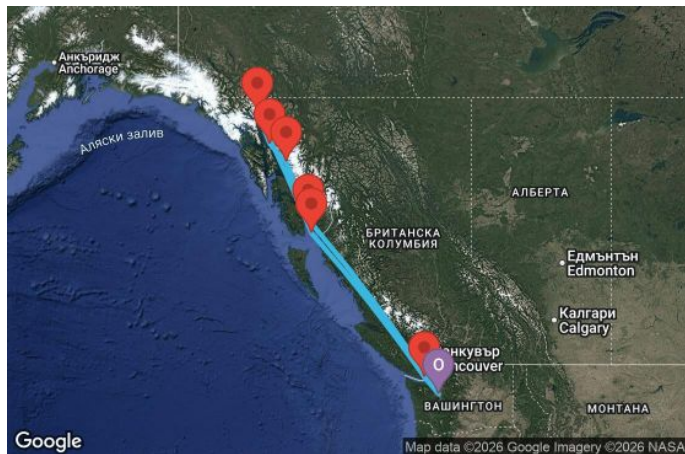 Анкъридж
Anchorage
Аляски залив
АЛБЕРТА
БРИТАНСКА
КОЛУМБИЯ
Едмънтън
Edmonton
Калгари
Calgary
нкувър
ncouver
O
ВАШИНГТОН
МОНТАНА
Google
Map data ©2026 Google Imagery ©2026 NASA